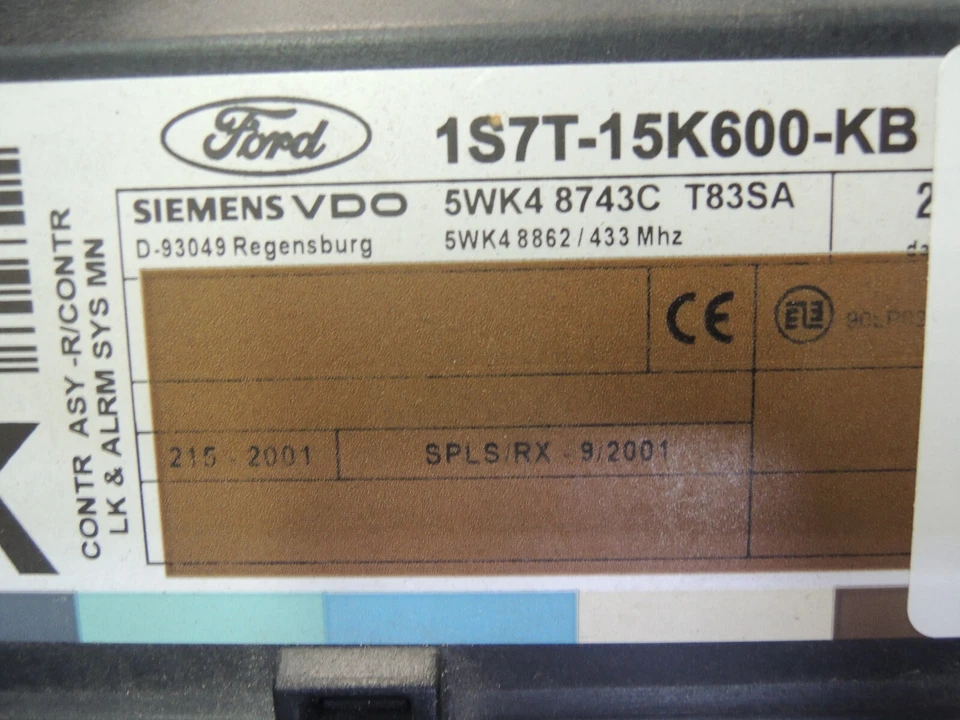 Ford
1S7T-15K600-KB
SIEMENS VDO
5WK4 8743C T83SA
2
D-93049 Regensburg
5WK4 8862 / 433 Mhz
CE
215 - 2001
SPLS/RX - 9/2001
CONTR ASY -R/CONTR
LK & ALRM SYS MN